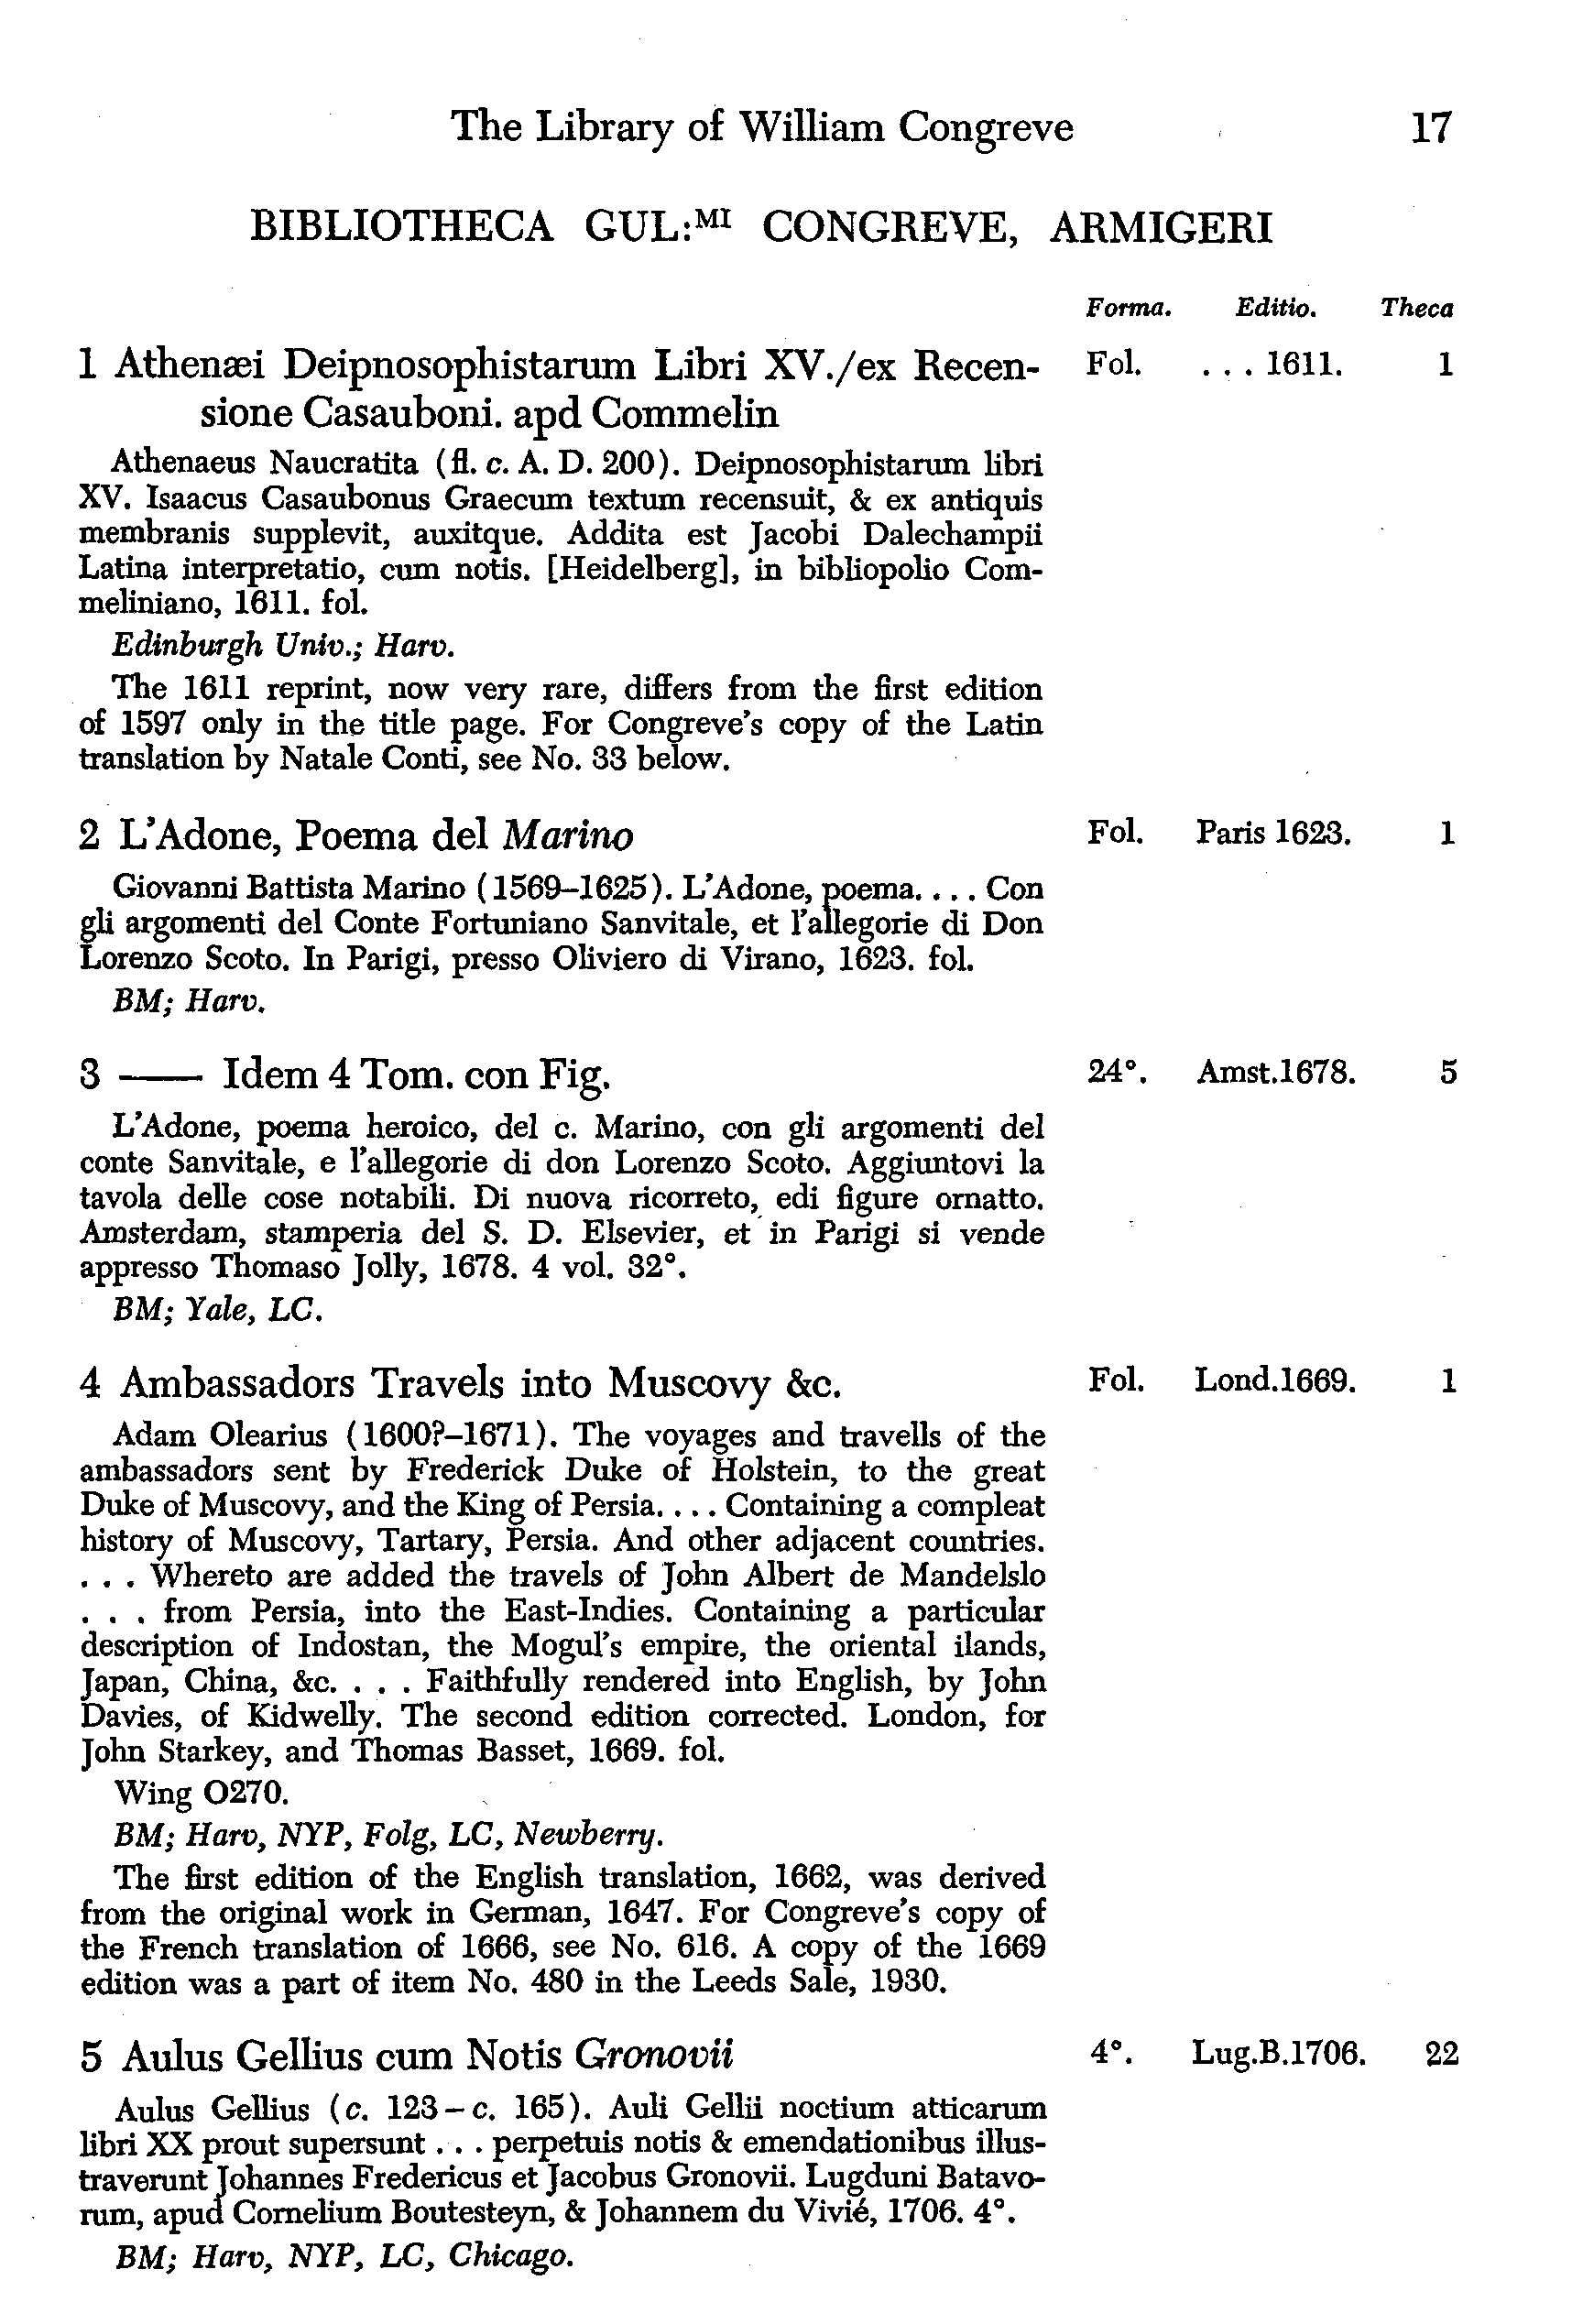 The Library of William Congreve 17
BIBLIOTHECA GUL:MI CONGREVE, ARMIGERI
Forma. Editio. Theca
1 Athenæi Deipnosophistarum Libri XV./ex Recen- Fol. . . . 1611. 1
sione Casauboni. apd Commelin
Athenaeus Naucratita (fl. c. A. D. 200). Deipnosophistarum libri
XV. Isaacus Casaubonus Graecum textum recensuit, & ex antiquis
membranis supplevit, auxitque. Addita est Jacobi Dalechampii
Latina interpretatio, cum notis. [Heidelberg], in bibliopolio Com-
meliniano, 1611. fol.
Edinburgh Univ.; Harv.
The 1611 reprint, now very rare, differs from the first edition
of 1597 only in the title page. For Congreve's copy of the Latin
translation by Natale Conti, see No. 33 below.
2 L'Adone, Poema del Marino Fol. Paris 1623. 1
Giovanni Battista Marino (1569–1625). L'Adone, poema. . . . Con
gli argomenti del Conte Fortuniano Sanvitale, et l'allegorie di Don
Lorenzo Scoto. In Parigi, presso Oliviero di Virano, 1623. fol.
BM; Harv.
3 —— Idem 4 Tom. con Fig. 24°. Amst.1678. 5
L'Adone, poema heroico, del c. Marino, con gli argomenti del
conte Sanvitale, e l'allegorie di don Lorenzo Scoto. Aggiuntovi la
tavola delle cose notabili. Di nuova ricorreto, edi figure ornatto.
Amsterdam, stamperia del S. D. Elsevier, et in Parigi si vende
appresso Thomaso Jolly, 1678. 4 vol. 32°.
BM; Yale, LC.
4 Ambassadors Travels into Muscovy &c. Fol. Lond.1669. 1
Adam Olearius (1600?–1671). The voyages and travells of the
ambassadors sent by Frederick Duke of Holstein, to the great
Duke of Muscovy, and the King of Persia. . . . Containing a compleat
history of Muscovy, Tartary, Persia. And other adjacent countries.
. . . Whereto are added the travels of John Albert de Mandelslo
. . . from Persia, into the East-Indies. Containing a particular
description of Indostan, the Mogul's empire, the oriental ilands,
Japan, China, &c. . . . Faithfully rendered into English, by John
Davies, of Kidwelly. The second edition corrected. London, for
John Starkey, and Thomas Basset, 1669. fol.
Wing O270.
BM; Harv, NYP, Folg, LC, Newberry.
The first edition of the English translation, 1662, was derived
from the original work in German, 1647. For Congreve's copy of
the French translation of 1666, see No. 616. A copy of the 1669
edition was a part of item No. 480 in the Leeds Sale, 1930.
5 Aulus Gellius cum Notis Gronovii 4°. Lug.B.1706. 22
Aulus Gellius (c. 123 – c. 165). Auli Gellii noctium atticarum
libri XX prout supersunt . . . perpetuis notis & emendationibus illus-
traverunt Johannes Fredericus et Jacobus Gronovii. Lugduni Batavo-
rum, apud Cornelium Boutesteyn, & Johannem du Vivié, 1706. 4°.
BM; Harv, NYP, LC, Chicago.